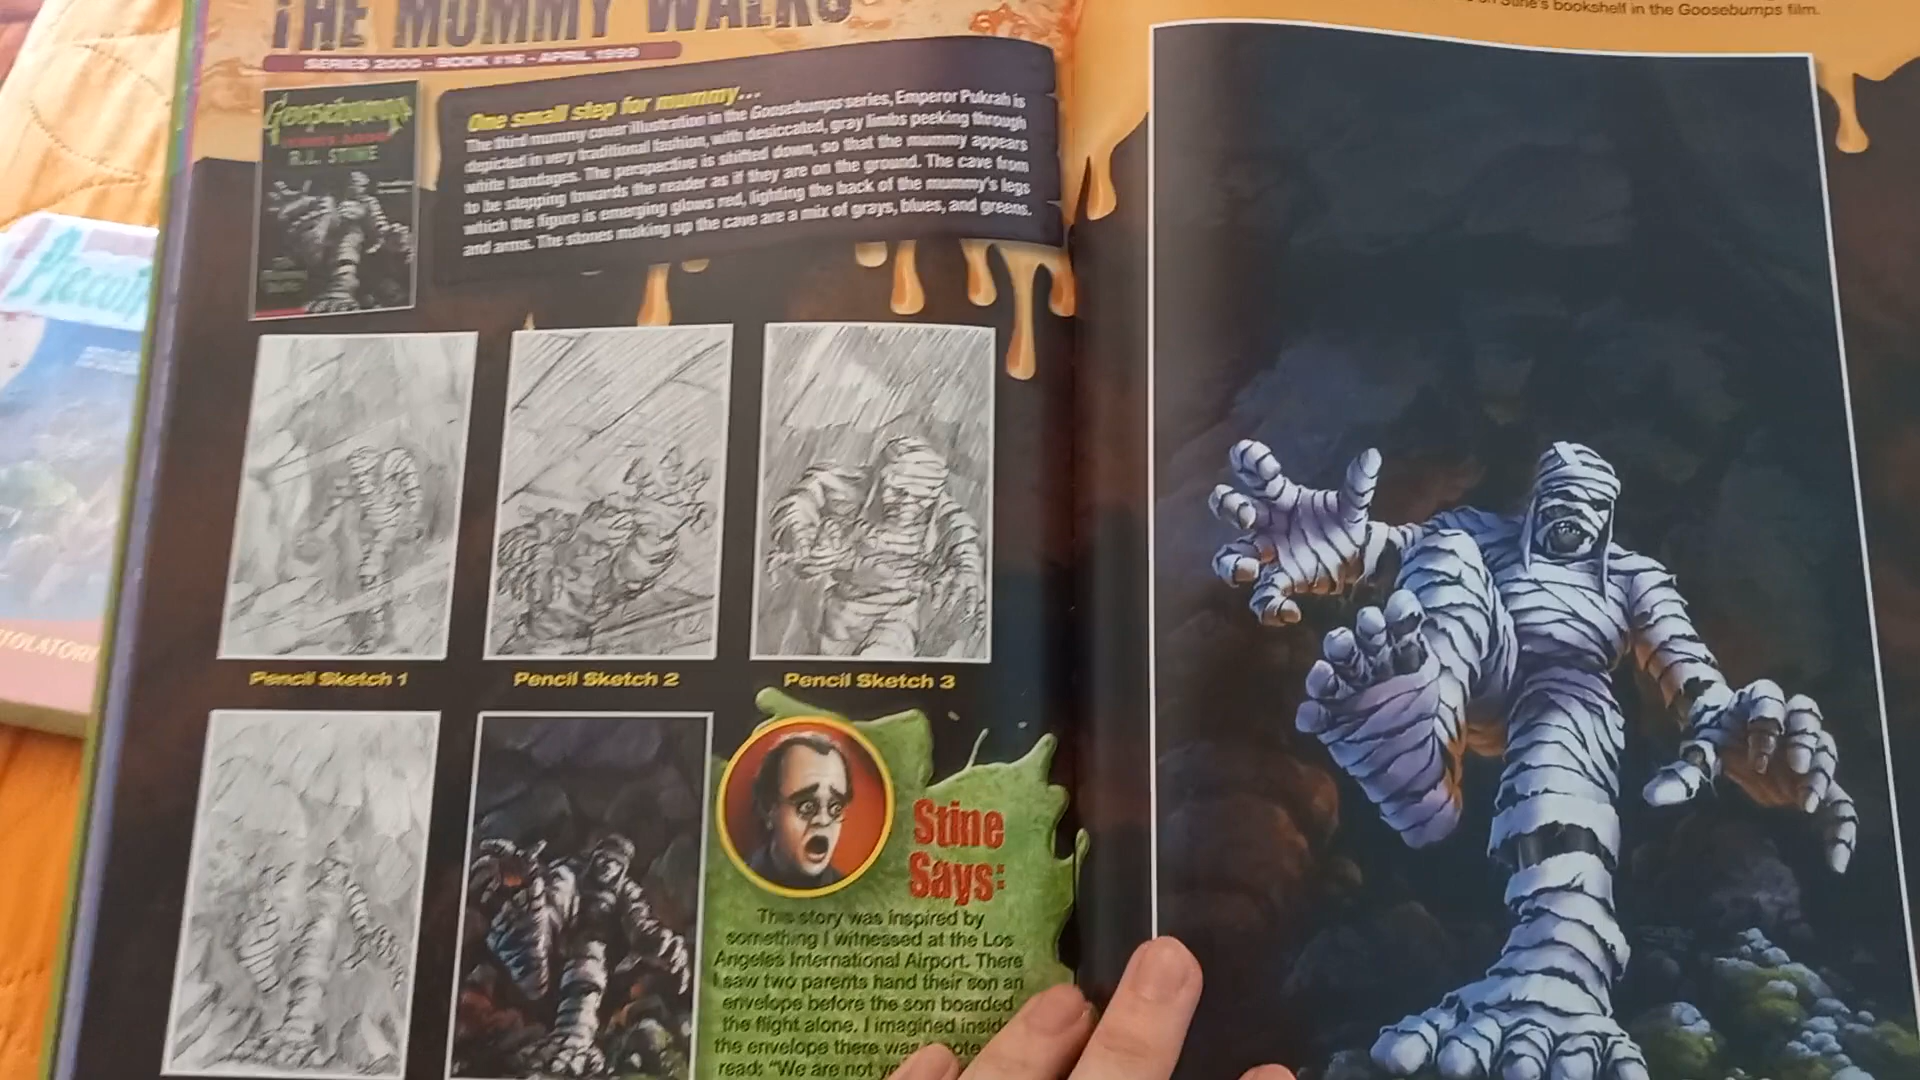 THE MUMMY WALKS
SERIES 2000 - BOOK #16 - APRIL 1999
Stine's bookshelf in the Goosebumps film.
Goosebumps
SERIES 2000
R.L. STINE
One small step for mummy...
The third mummy cover illustration in the Goosebumps series, Emperor Pukrah is
depicted in very traditional fashion, with desiccated, gray limbs peeking through
white bandages. The perspective is shifted down, so that the mummy appears
to be stepping towards the reader as if they are on the ground. The cave from
which the figure is emerging glows red, lighting the back of the mummy's legs
and arms. The stones making up the cave are a mix of grays, blues, and greens.
Pencil Sketch 1
Pencil Sketch 2
Pencil Sketch 3
Stine
Says:
This story was inspired by
something I witnessed at the Los
Angeles International Airport. There
I saw two parents hand their son an
envelope before the son boarded
the flight alone. I imagined inside
the envelope there was
read: "We are not